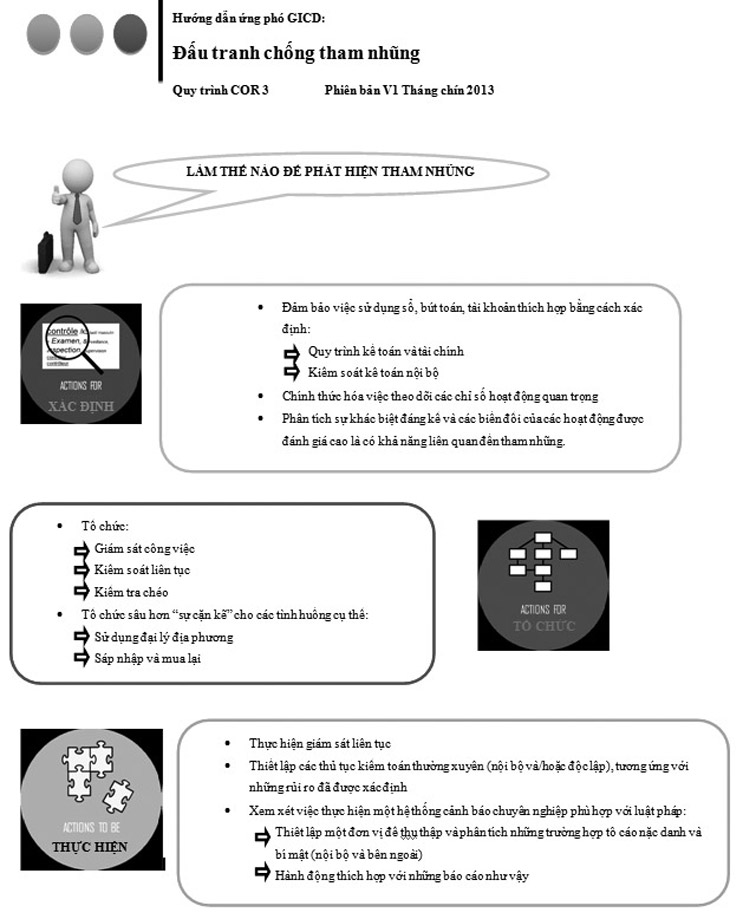 Hướng dẫn ứng phó GICD:
Đấu tranh chống tham nhũng
Quy trình COR 3 Phiên bản V1 Tháng chín 2013
LÀM THẾ NÀO ĐỂ PHÁT HIỆN THAM NHŨNG
contrôle
Examen,
inspection
ACTIONS FOR
XÁC ĐỊNH
• Đảm bảo việc sử dụng sổ, bút toán, tài khoản thích hợp bằng cách xác
định:
Quy trình kế toán và tài chính
Kiểm soát kế toán nội bộ
• Chính thức hóa việc theo dõi các chỉ số hoạt động quan trọng
• Phân tích sự khác biệt đáng kể và các biến đổi của các hoạt động được
đánh giá cao là có khả năng liên quan đến tham nhũng.
• Tổ chức:
Giám sát công việc
Kiểm soát liên tục
Kiểm tra chéo
• Tổ chức sâu hơn “sự cặn kẽ” cho các tình huống cụ thể:
Sử dụng đại lý địa phương
Sáp nhập và mua lại
ACTIONS FOR
TỔ CHỨC
ACTIONS TO BE
THỰC HIỆN
• Thực hiện giám sát liên tục
• Thiết lập các thủ tục kiểm toán thường xuyên (nội bộ và/hoặc độc lập), tương ứng với
những rủi ro đã được xác định
• Xem xét việc thực hiện một hệ thống cảnh báo chuyên nghiệp phù hợp với luật pháp:
Thiết lập một đơn vị để thụ thập và phân tích những trường hợp tố cáo nặc danh và
bí mật (nội bộ và bên ngoài)
Hành động thích hợp với những báo cáo như vậy